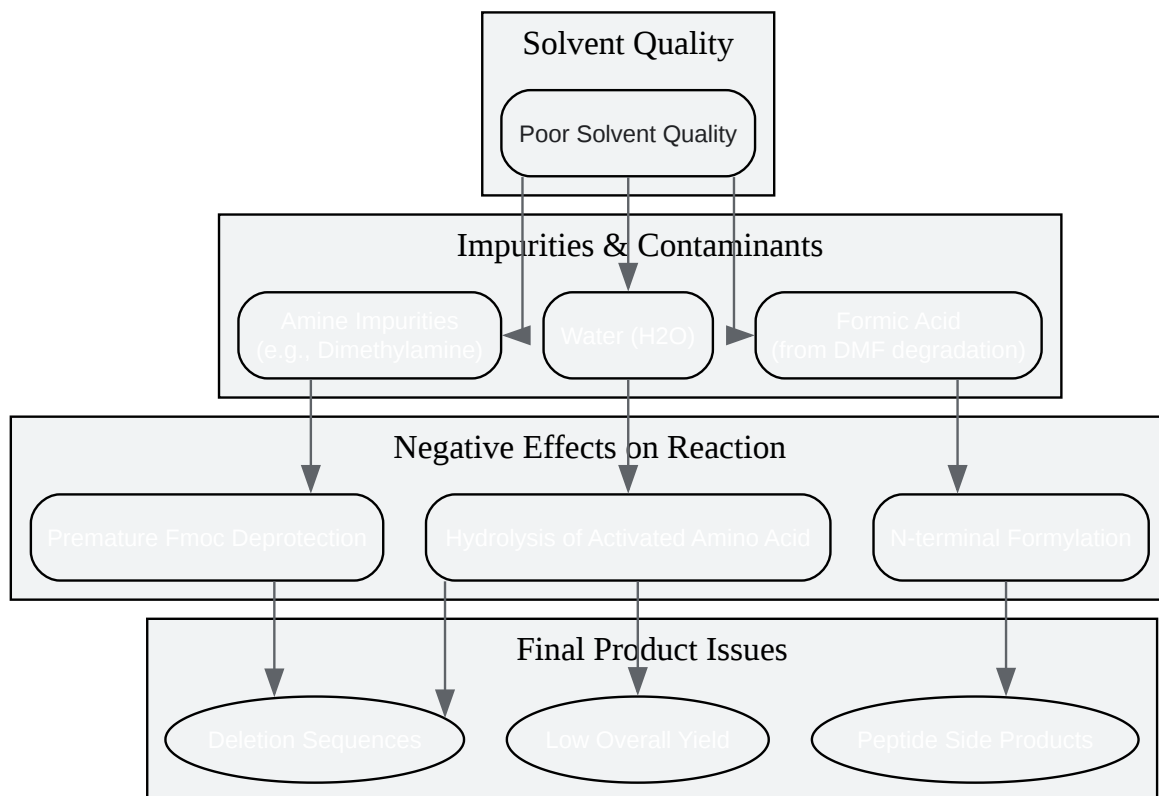 Solvent Quality
Poor Solvent Quality
Impurities & Contaminants
Amine Impurities
(e.g., Dimethylamine)
Water (H2O)
Formic Acid
(from DMF degradation)
Negative Effects on Reaction
Premature Fmoc Deprotection
Hydrolysis of Activated Amino Acid
N-terminal Formylation
Final Product Issues
Deletion Sequences
Low Overall Yield
Peptide Side Products